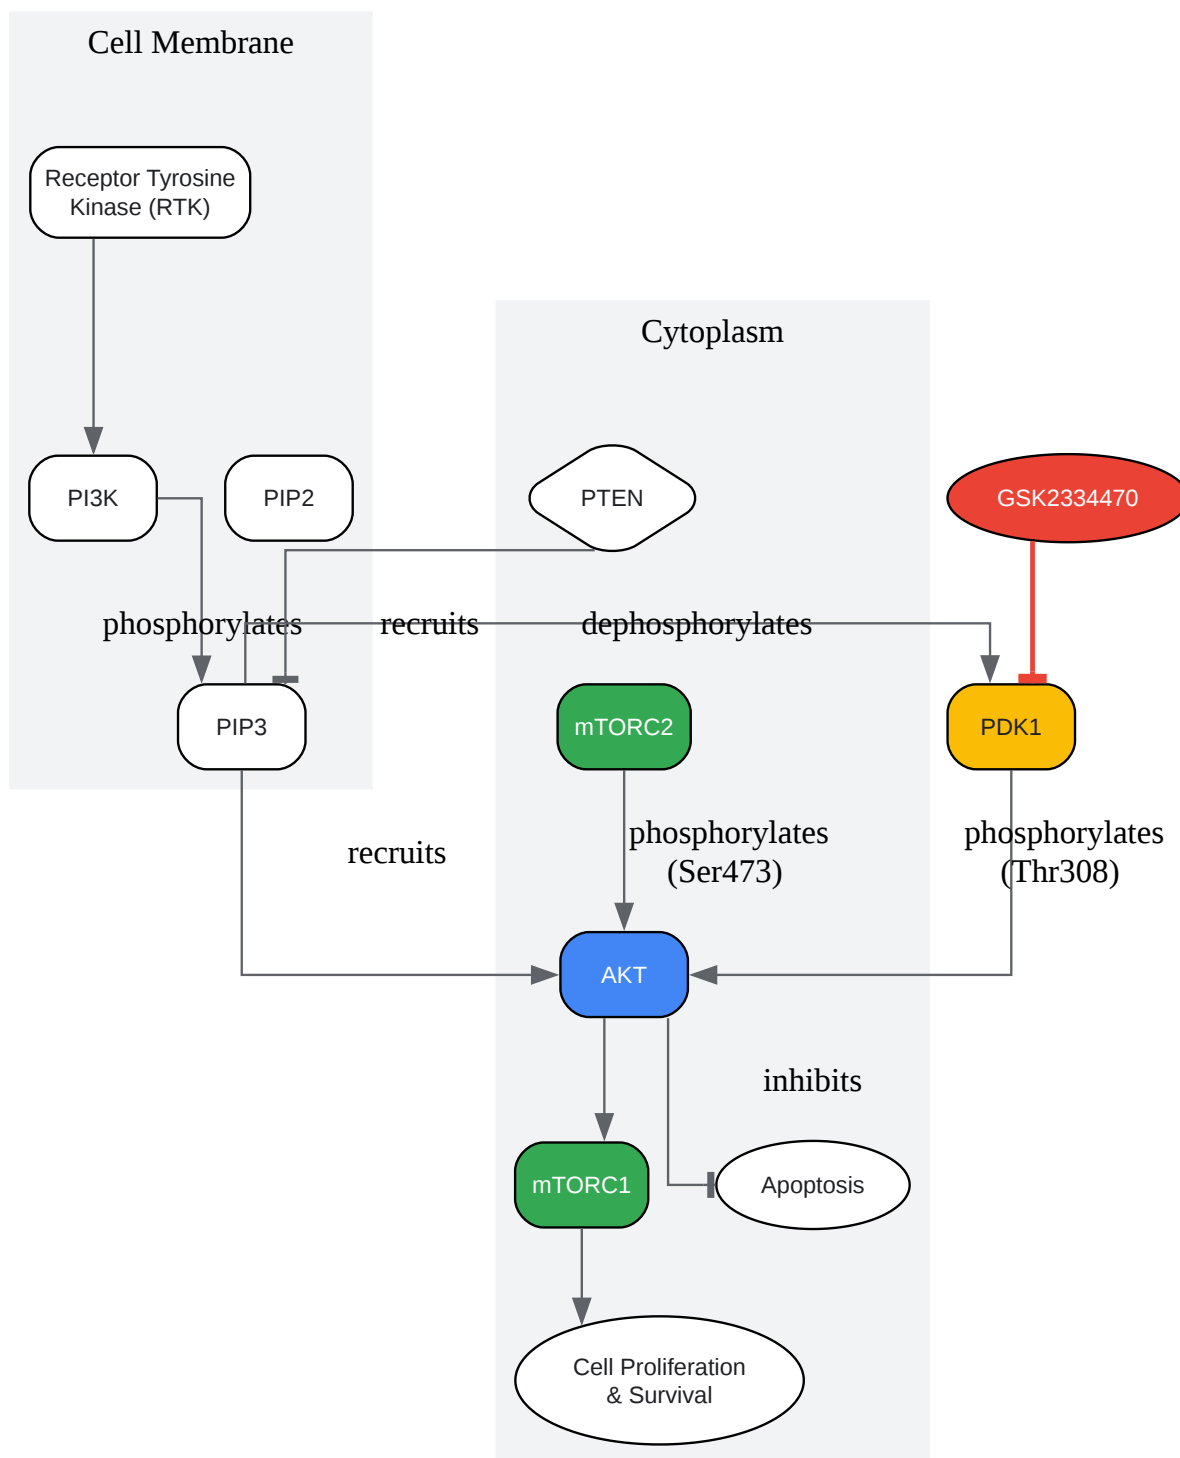 Cell Membrane
Receptor Tyrosine
Kinase (RTK)
Cytoplasm
PI3K
PIP2
PTEN
GSK2334470
phosphorylates
recruits
dephosphorylates
PIP3
mTORC2
PDK1
recruits
phosphorylates
(Ser473)
phosphorylates
(Thr308)
AKT
inhibits
mTORC1
Apoptosis
Cell Proliferation
& Survival